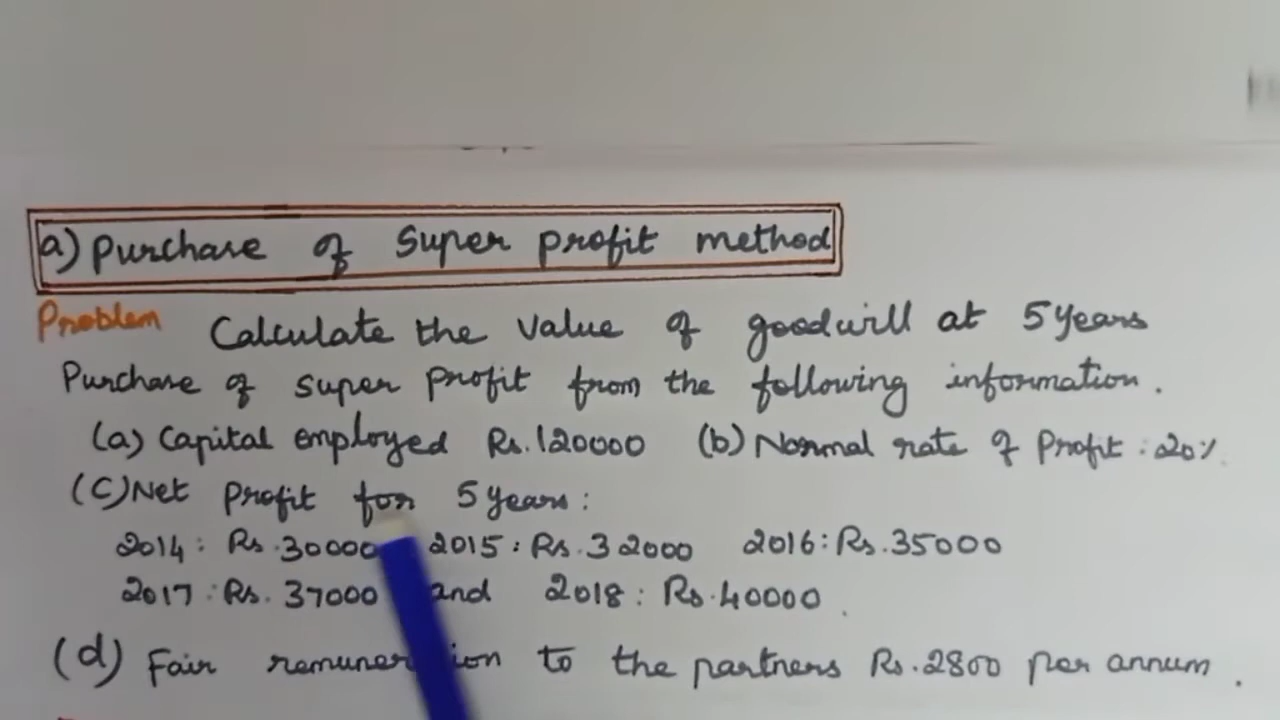 a) Purchase of Super profit method
Problem Calculate the value of goodwill at 5 years
Purchase of super profit from the following information.
(a) Capital employed Rs.120000 (b) Normal rate of Profit : 20%
(C) Net Profit for 5 years :
2014 : Rs.30000 2015 : Rs.32000 2016 : Rs.35000
2017 : Rs. 37000 and 2018 : Rs.40000.
(d) Fair to the partners Rs.2800 per annum.